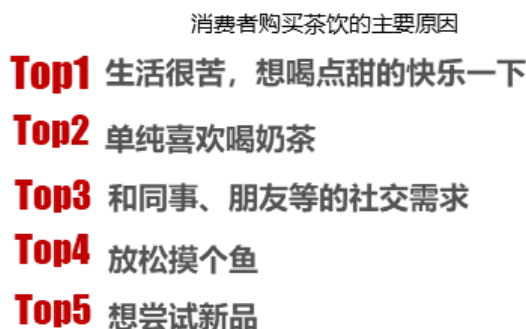 消费者购买茶饮的主要原因
Top1 生活很苦，想喝点甜的快乐一下
Top2 单纯喜欢喝奶茶
Top3 和同事、朋友等的社交需求
Top4 放松摸个鱼
Top5 想尝试新品